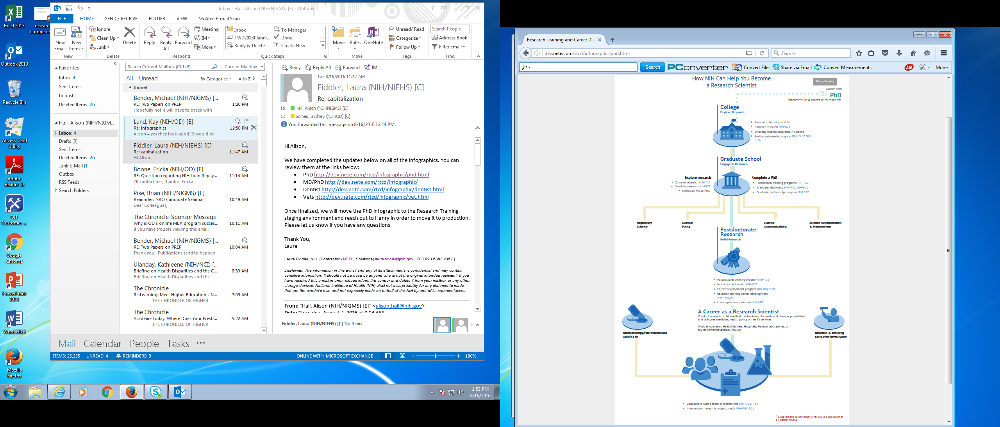 Excel 2013
research
competen
Outlook 2013
Recycle Bin
Access Card
Utility
Adobe
Reader XI
3.1
OIT
Customer ...
Google
Chrome
PowerPoint
2013
Word 2013
Mozilla
Firefox
Inbox - Hall, Alison (NIH/NIGMS) [E] - Outlook
FILE HOME SEND / RECEIVE FOLDER VIEW McAfee E-mail Scan
New
Email
New
Items
New
Ignore
Clean Up
Junk
Delete
Delete
Reply
Reply
All
Forward
Meeting
IM
More
Respond
Inbox
TWD2013Planni...
Reply & Delete
To Manager
Done
Create New
Quick Steps
Move
Rules
OneNote
Move
Unread/ Read
Categorize
Follow Up
Tags
Search People
Address Book
Filter Email
Find
Favorites
Inbox 4
Sent Items
to trash
Deleted Items 26
Hall, Alison (NIH/NIGM...
Inbox 4
Drafts [3]
Sent Items
Deleted Items 26
Junk E-Mail [1]
Outbox
RSS Feeds
Search Folders
Search Current Mailbox (Ctrl+E) Current Mailbox
All Unread By Categories A to Z
(none)
Bender, Michael (NIH/NIGMS) [...
RE: Two Papers on PREP 1:20 PM
Hopefully not -I will have to check with
Lund, Kay (NIH/OD) [E]
Re: Infographics 12:50 PM
Alison – yes they look good. It would be
Fiddler, Laura (NIH/NIEHS) [C]
Re: capitalization 11:47 AM
Hi Alison,
Boone, Ericka (NIH/OD) [E]
RE: Question regarding NIH Loan Repay... 11:14 AM
I'll contact her, thanks! Ericka
Pike, Brian (NIH/NIGMS) [E]
Reminder: SRO Candidate Seminar 10:49 AM
Dear Colleagues,
The Chronicle-Sponsor Message
Why is OU's online MBA program succes... 10:11 AM
If you have trouble viewing this email,
Bender, Michael (NIH/NIGMS) [...
RE: Two Papers on PREP 10:04 AM
Thank you! Publications tend to happen
Ulanday, Kathleene (NIH/NCI) [...
Briefing on Health Disparities and the C... 8:39 AM
Briefing on Health Disparities and the
The Chronicle
Re:Learning: Meet Higher Education's N... 7:09 AM
THE CHRONICLE OF HIGHER
The Chronicle
Academe Today: Where Does Your Fresh... 5:22 AM
THE CHRONICLE OF HIGHER
Reply Reply All Forward IM
Tue 8/16/2016 11:47 AM
Fiddler, Laura (NIH/NIEHS) [C]
Re: capitalization
To Hall, Alison (NIH/NIGMS) [E]
Cc Gomes, Sydney (NIH/OD) [C]
You forwarded this message on 8/16/2016 12:44 PM.
Hi Alison,
We have completed the updates below on all of the infographics. You can
review them at the links below:
• PhD http://dev.nete.com/rtcd/infographic/phd.html
• MD/PhD http://dev.nete.com/rtcd/infographic/
• Dentist http://dev.nete.com/rtcd/infographic/dentist.html
• Vets http://dev.nete.com/rtcd/infographic/vet.html
Once finalized, we will move the PhD infographic to the Research Training
staging environment and reach out to Henry in order to move it to production.
Please let us know if you have any questions.
Thank You,
Laura
Laura Fiddler, NIH [Contractor - NETE Solutions] laura.fiddler@nih.gov | 703.893.6383 x362 |
Disclaimer: The information in this e-mail and any of its attachments is confidential and may contain
sensitive information. It should not be used by anyone who is not the original intended recipient. If you
have received this e-mail in error, please inform the sender and delete it from your mailbox or any other
storage devices. National Institutes of Health (NIH) shall not accept liability for any statements made
that are the sender's own and not expressly made on behalf of the NIH by one of its representatives
From: "Hall, Alison (NIH/NIGMS) [E]" <alison.hall@nih.gov>
Date: Thursday, August 4, 2016 at 9:24 AM
Fiddler, Laura (NIH/NIEHS) [C] No Items
Mail Calendar People Tasks ...
ITEMS: 25,255 UNREAD: 4 REMINDERS: 3 ONLINE WITH: MICROSOFT EXCHANGE 100%
1:53 PM
8/16/2016
Research Training and Career D...
dev.nete.com/rtcd/infographic/phd.html
Search
Search PConverter Convert Files Share via Email Convert Measurements Ask More
How NIH Can Help You Become
a Research Scientist
Printer Friendly
Career with
PhD
Interested in a career with research
College
Explore Research
Summer internship at NIH
Summer research NIH-R25
Diversity related programs in science
Postbaccalaureate program NIH PREP, NIH
IRTA
Graduate School
Engage in Research
Explore research
Summer research NIH-T35
Consider careers NIH BEST
Transition MS to PHD
Complete a PhD
Predoctoral training programs NIH-T32
Graduate fellowship NIH-F30, NIH-F31
Graduate partnership program NIH GPP
Regulatory
Science
Science
Policy
Science
Communications
Science Administration
& Management
Postdoctorate
Research
Build Research
Postdoctoral training program NIH-T32
Individual fellowship NIH-F32
Career development program NIH-K99/R00
Research training career development
NIH-IRACDA
Loan repayment program NIH-LRP
Biotechnology/Pharmaceuticals
SBIR/STTR
A Career as a Research Scientist
Conduct research on biomedical mechanisms, diagnosis and therapy, population
and outcome medicine, health policy or health services
Work at Academic Health Centers, Hospitals, Federal laboratories, or
Biotech/Pharmaceutical Industry
Research & Teaching
Early, New Investigator
Collaborate with a team of researchers NIH-UO1, R24
Independent research project grants NIH-R01, R21
* Supplement to Enhance Diversity is applicable at
all career levels